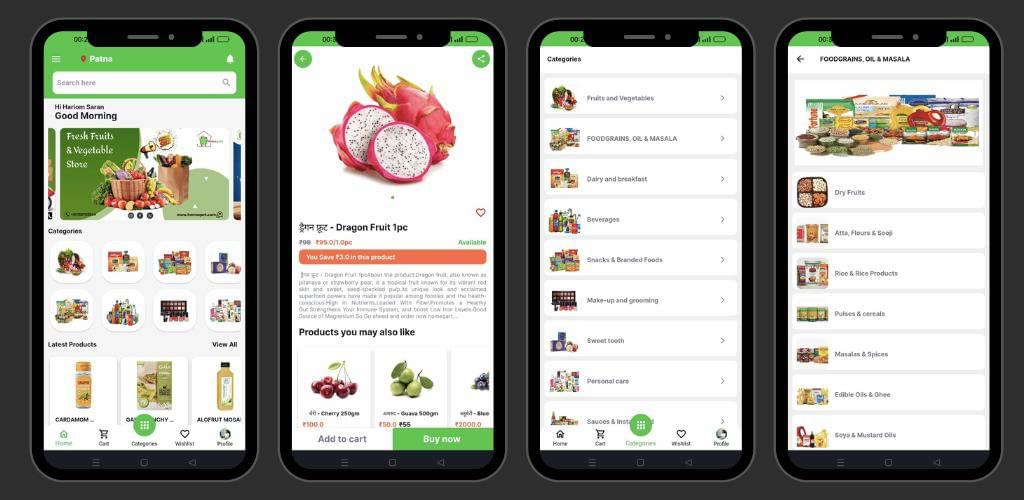 Patna
Search here
Hi Hariom Saran
Good Morning
Fresh Fruits
& Vegetable
Store
Categories
Latest Products
View All
CARDAMOM ...
ALOFRUT MOSA
Home
Cart
Categories
Wishlist
Profile
ड्रैगन फ्रूट - Dragon Fruit 1pc
₹98 ₹95.0/1.0pc
Available
You Save ₹3.0 in this product
ड्रैगन फ्रूट - Dragon Fruit 1pcAbout the product:Dragon fruit, also known as
pitahaya or strawberry pear, is a tropical fruit known for its vibrant red
skin and sweet, seed-speckled pulp.Its unique look and acclaimed
superfood powers have made it popular among foodies and the health-
conscious.High in Nutrients.Loaded With Fiber.Promotes a Healthy
Gut.Strengthens Your Immune System, and boost Low Iron Levels.Good
Source of Magnesium.So Go ahead and order now homeqart....
Products you may also like
चेरी - Cherry 250gm
₹100.0
अमरूद - Guava 500gm
₹50.0 ₹55
₹2000.0
Add to cart
Buy now
Categories
Fruits and Vegetables
FOODGRAINS, OIL & MASALA
Dairy and breakfast
Beverages
Snacks & Branded Foods
Make-up and grooming
Sweet tooth
Personal care
Home
Cart
Categories
Wishlist
Profile
FOODGRAINS, OIL & MASALA
Dry Fruits
Atta, Flours & Sooji
Rice & Rice Products
Pulses & cereals
Masalas & Spices
Edible Oils & Ghee
Soya & Mustard Oils